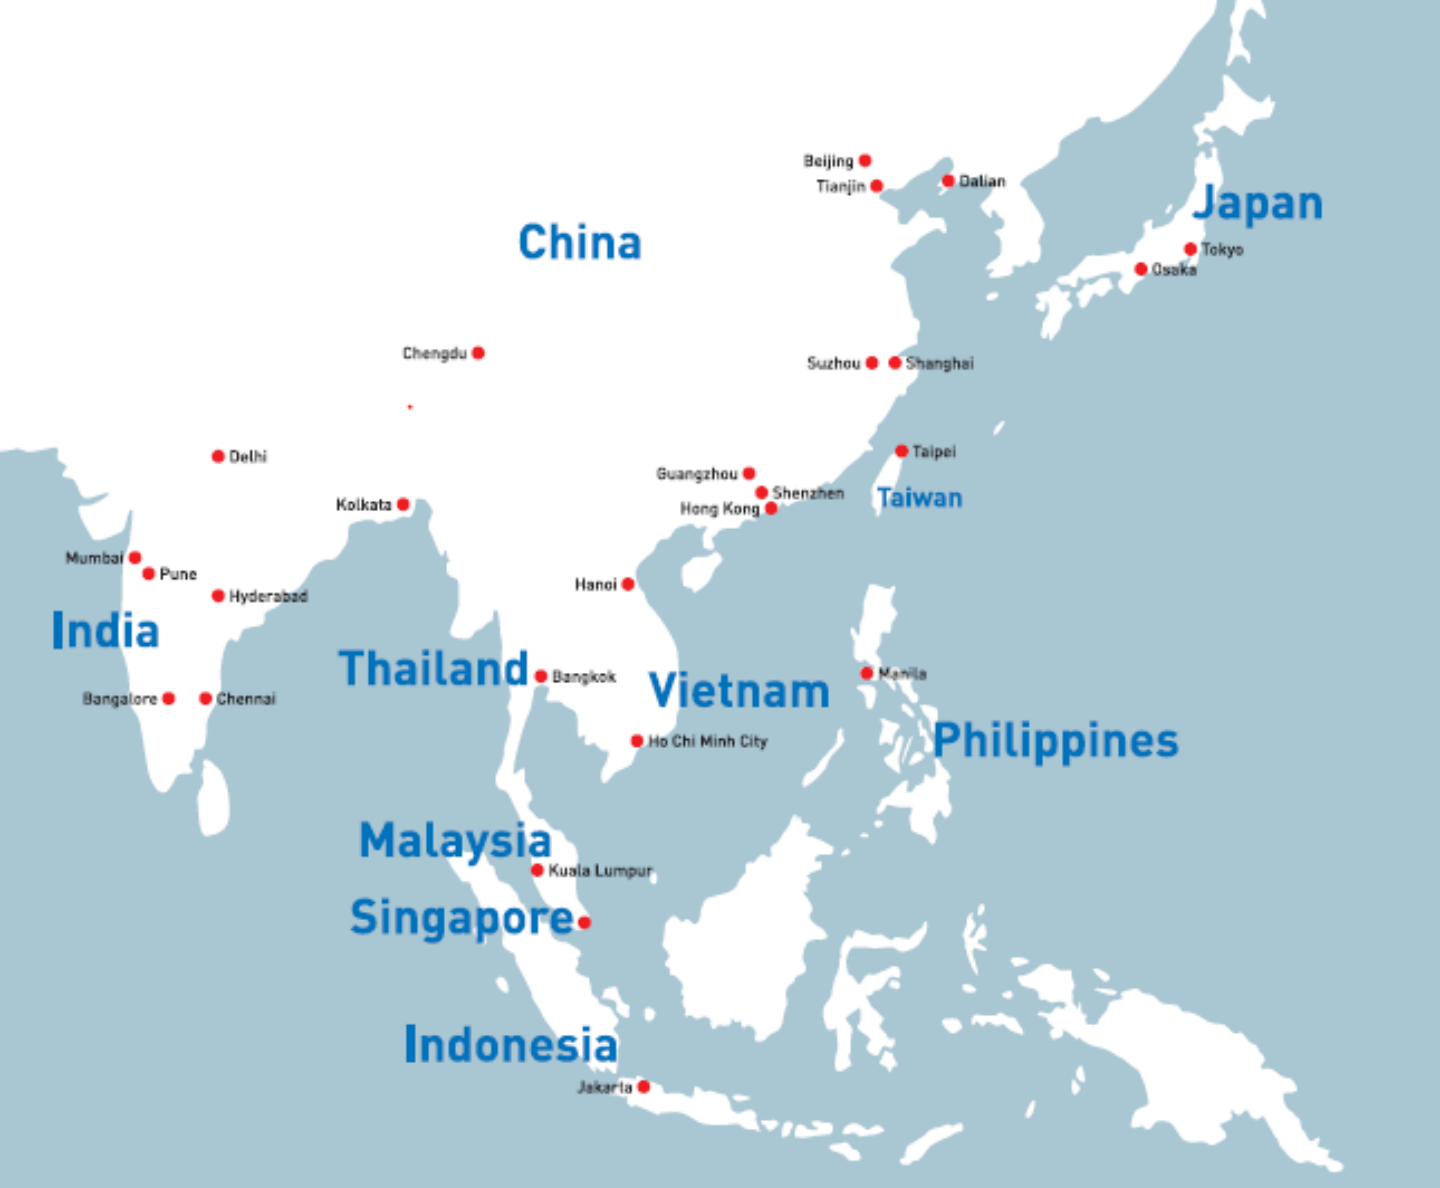 Beijing
Tianjin
Dalian
Japan
China
Tokyo
Osaka
Chengdu
Suzhou
Shanghai
Delhi
Taipei
Guangzhou
Shenzhen
Taiwan
Kolkata
Hong Kong
Mumbai
Pune
Hanoi
Hyderabad
India
Thailand
Bangkok
Manila
Vietnam
Bangalore
Chennai
Ho Chi Minh City
Philippines
Malaysia
Kuala Lumpur
Singapore
Indonesia
Jakarta